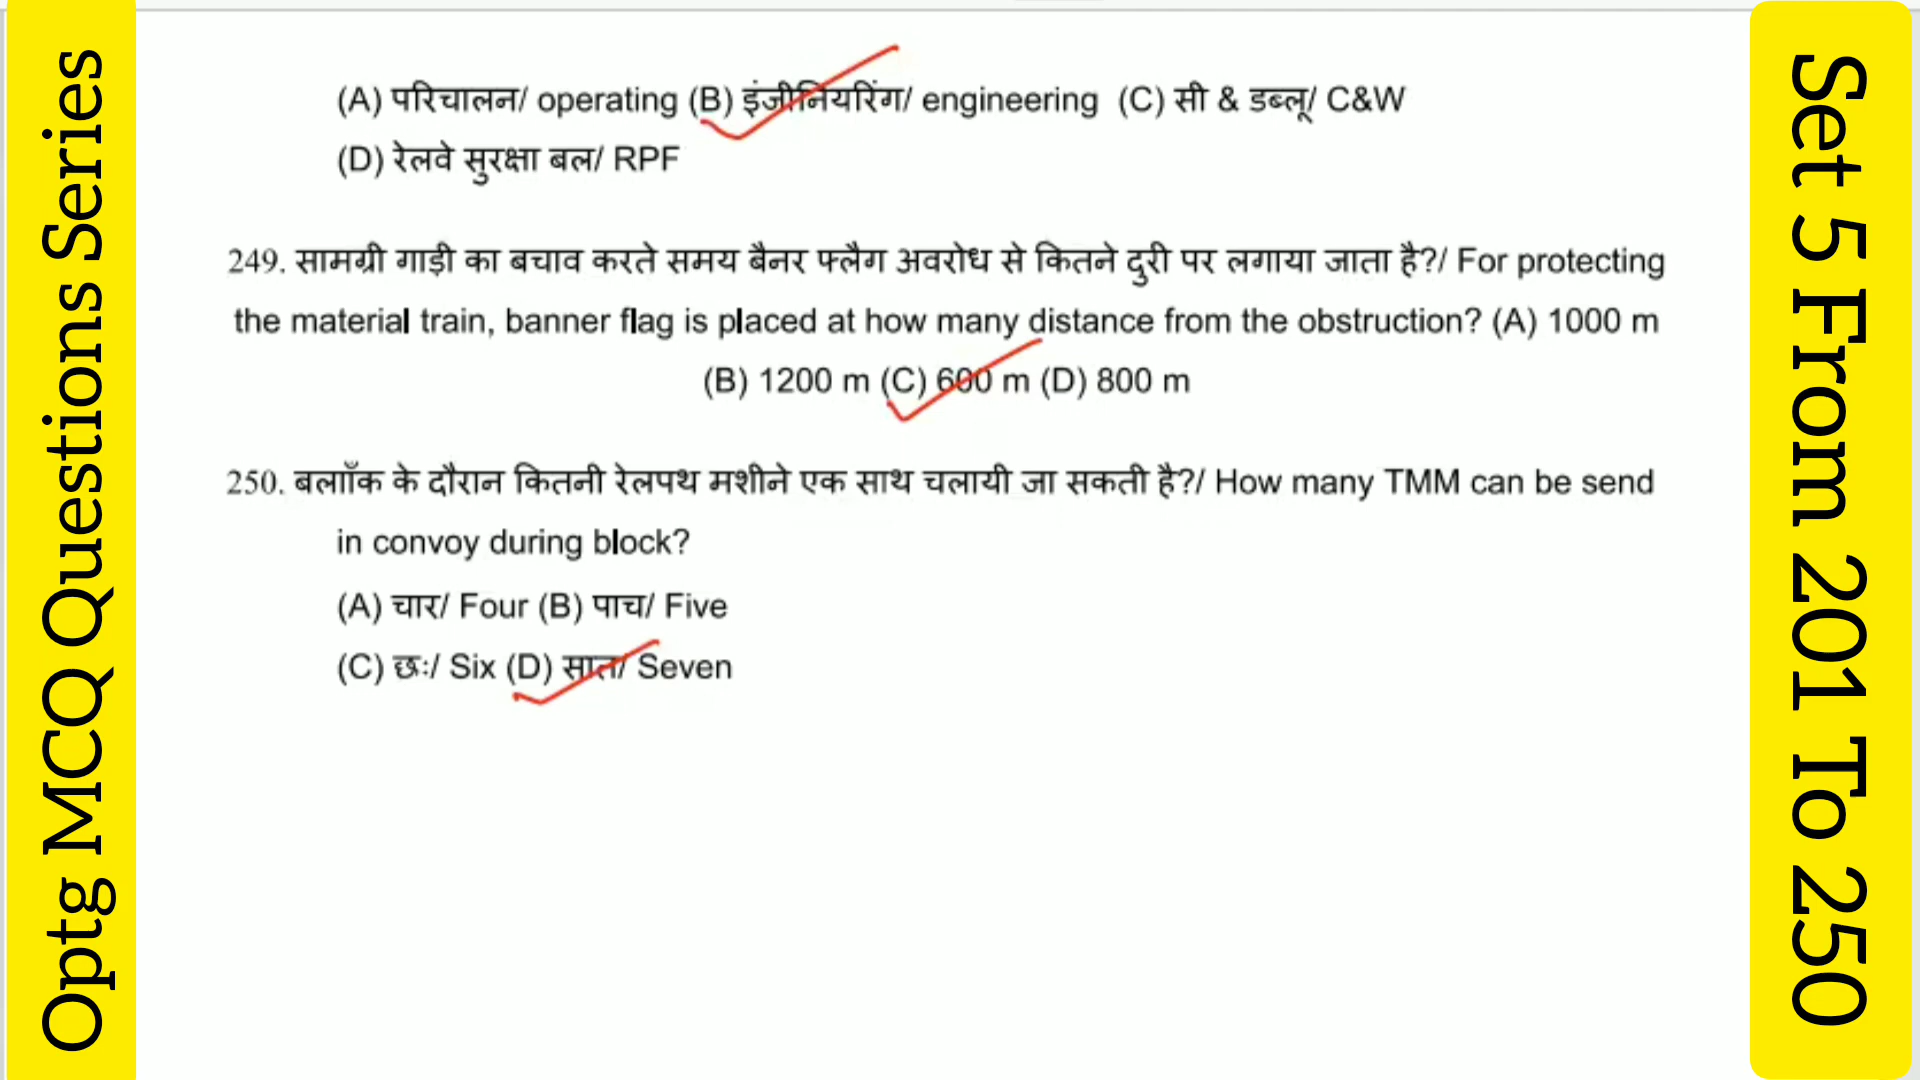 Optg MCQ Questions Series
(A) परिचालन/ operating (B) इंजीनियरिंग/ engineering (C) सी & डब्लू/ C&W
(D) रेलवे सुरक्षा बल/ RPF
249. सामग्री गाड़ी का बचाव करते समय बैनर फ्लैग अवरोध से कितने दुरी पर लगाया जाता है?/ For protecting
the material train, banner flag is placed at how many distance from the obstruction? (A) 1000 m
(B) 1200 m (C) 600 m (D) 800 m
250. बलाॅक के दौरान कितनी रेलपथ मशीने एक साथ चलायी जा सकती है?/ How many TMM can be send
in convoy during block?
(A) चार/ Four (B) पाच/ Five
(C) छः/ Six (D) सात/ Seven
Set 5 From 201 To 250